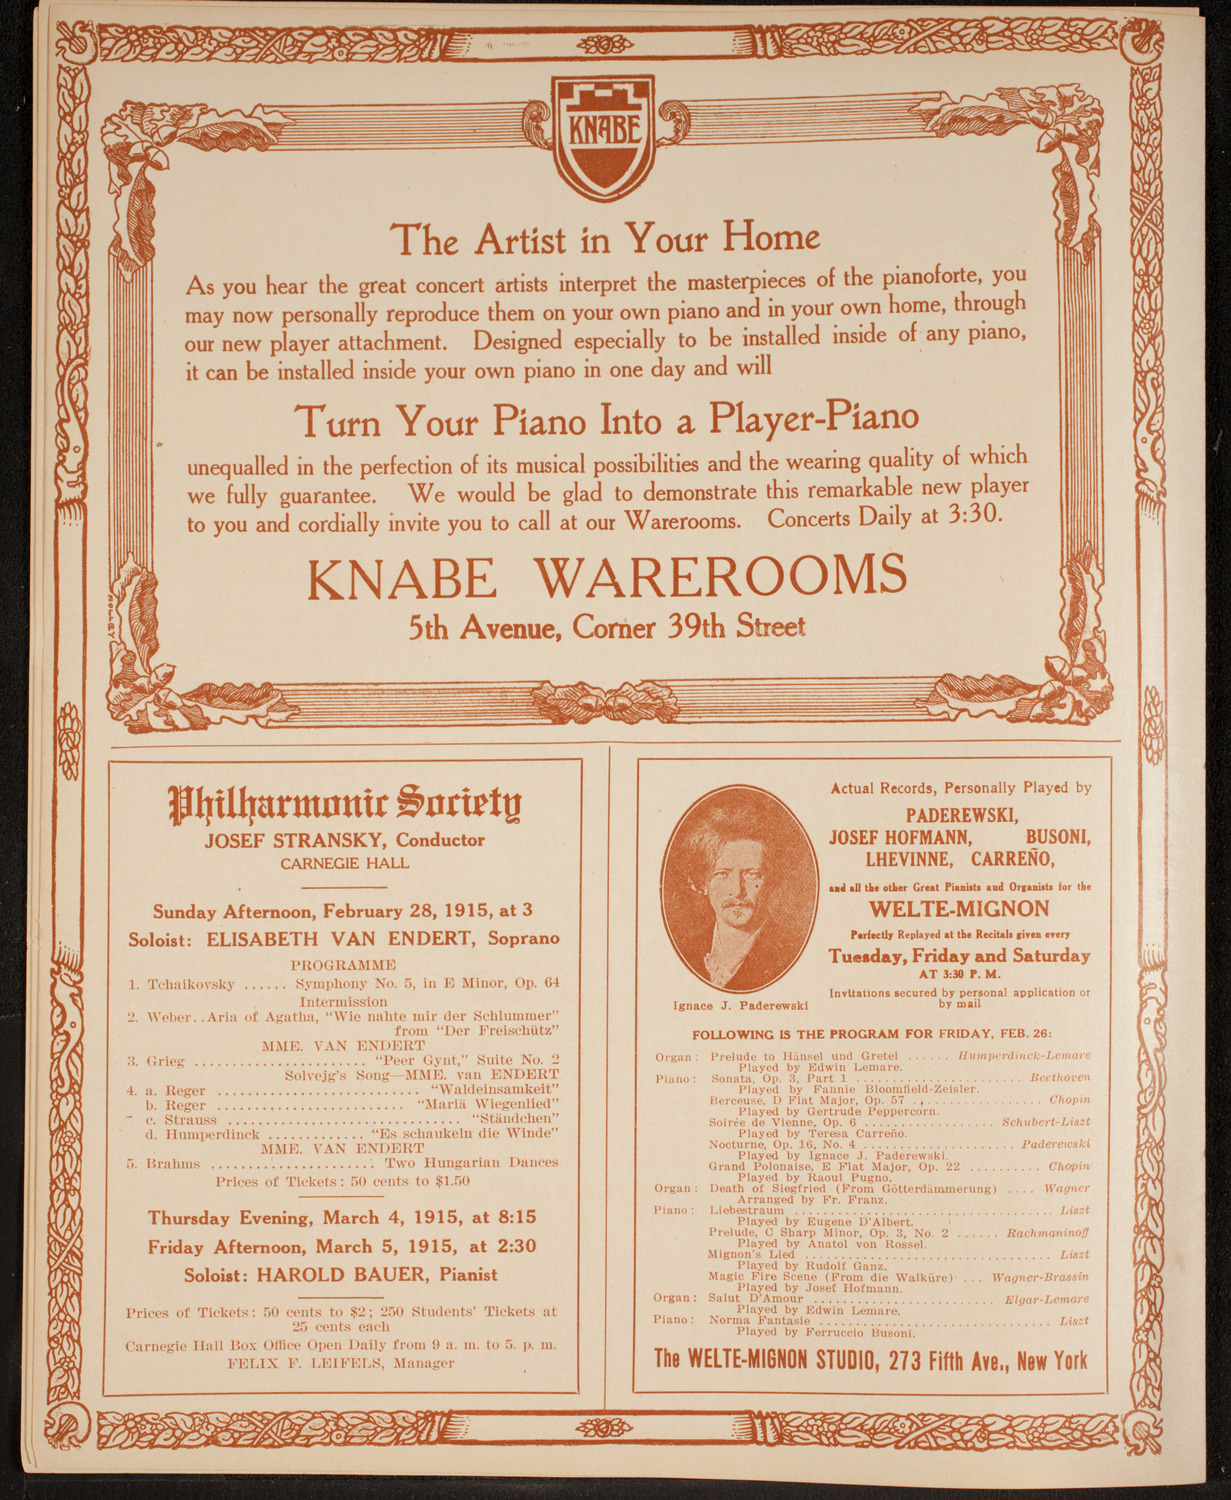 KNABE
The Artist in Your Home
As you hear the great concert artists interpret the masterpieces of the pianoforte, you
may now personally reproduce them on your own piano and in your own home, through
our new player attachment. Designed especially to be installed inside of any piano,
it can be installed inside your own piano in one day and will
Turn Your Piano Into a Player-Piano
unequalled in the perfection of its musical possibilities and the wearing quality of which
we fully guarantee. We would be glad to demonstrate this remarkable new player
to you and cordially invite you to call at our Warerooms. Concerts Daily at 3:30.
KNABE WAREROOMS
5th Avenue, Corner 39th Street
Philharmonic Society
JOSEF STRANSKY, Conductor
CARNEGIE HALL
Sunday Afternoon, February 28, 1915, at 3
Soloist: ELISABETH VAN ENDERT, Soprano
PROGRAMME
1. Tchaikovsky ...... Symphony No. 5, in E Minor, Op. 64
Intermission
2. Weber..Aria of Agatha, "Wie nahte mir der Schlummer"
from "Der Freischütz"
MME. VAN ENDERT
3. Grieg ...................... "Peer Gynt," Suite No. 2
Solvejg's Song—MME. van ENDERT
4. a. Reger .......................... "Waldeinsamkeit"
b. Reger ........................ "Mariä Wiegenlied"
c. Strauss .............................. "Ständchen"
d. Humperdinck ............ "Es schaukeln die Winde"
MME. VAN ENDERT
5. Brahms ..................... Two Hungarian Dances
Prices of Tickets: 50 cents to $1.50
Thursday Evening, March 4, 1915, at 8:15
Friday Afternoon, March 5, 1915, at 2:30
Soloist: HAROLD BAUER, Pianist
Prices of Tickets: 50 cents to $2; 250 Students' Tickets at
25 cents each
Carnegie Hall Box Office Open Daily from 9 a. m. to 5. p. m.
FELIX F. LEIFELS, Manager
Ignace J. Paderewski
Actual Records, Personally Played by
PADEREWSKI,
JOSEF HOFMANN, BUSONI,
LHEVINNE, CARREÑO,
and all the other Great Pianists aud Organists for the
WELTE-MIGNON
Perfectly Replayed at the Recitals given every
Tuesday, Friday and Saturday
AT 3:30 P. M.
Invitations secured by personal application or
by mail
FOLLOWING IS THE PROGRAM FOR FRIDAY, FEB. 26:
Organ: Prelude to Hänsel und Gretel ...... Humperdinck-Lemare
Played by Edwin Lemare.
Piano: Sonata, Op. 3, Part 1 ...................... Beethoven
Played by Fannie Bloomfield-Zeisler.
Berceuse, D Flat Major, Op. 57 ................. Chopin
Played by Gertrude Peppercorn.
Soirée de Vienne, Op. 6 ................... Schubert-Liszt
Played by Teresa Carreño.
Nocturne, Op. 16, No. 4 .................... Paderewski
Played by Ignace J. Paderewski.
Grand Polonaise, E Flat Major, Op. 22 .......... Chopin
Played by Raoul Pugno.
Organ: Death of Siegfried (From Götterdämmerung) .... Wagner
Arranged by Fr. Franz.
Piano: Liebestraum .................................. Liszt
Played by Eugene D'Albert.
Prelude, C Sharp Minor, Op. 3, No. 2 ...... Rachmaninoff
Played by Anatol von Rossel.
Mignon's Lied ................................ Liszt
Played by Rudolf Ganz.
Magic Fire Scene (From die Walküre) ... Wagner-Brassin
Played by Josef Hofmann.
Organ: Salut D'Amour ........................ Elgar-Lemare
Played by Edwin Lemare.
Piano: Norma Fantasie ............................... Liszt
Played by Ferruccio Busoni.
The WELTE-MIGNON STUDIO, 273 Fifth Ave., New York